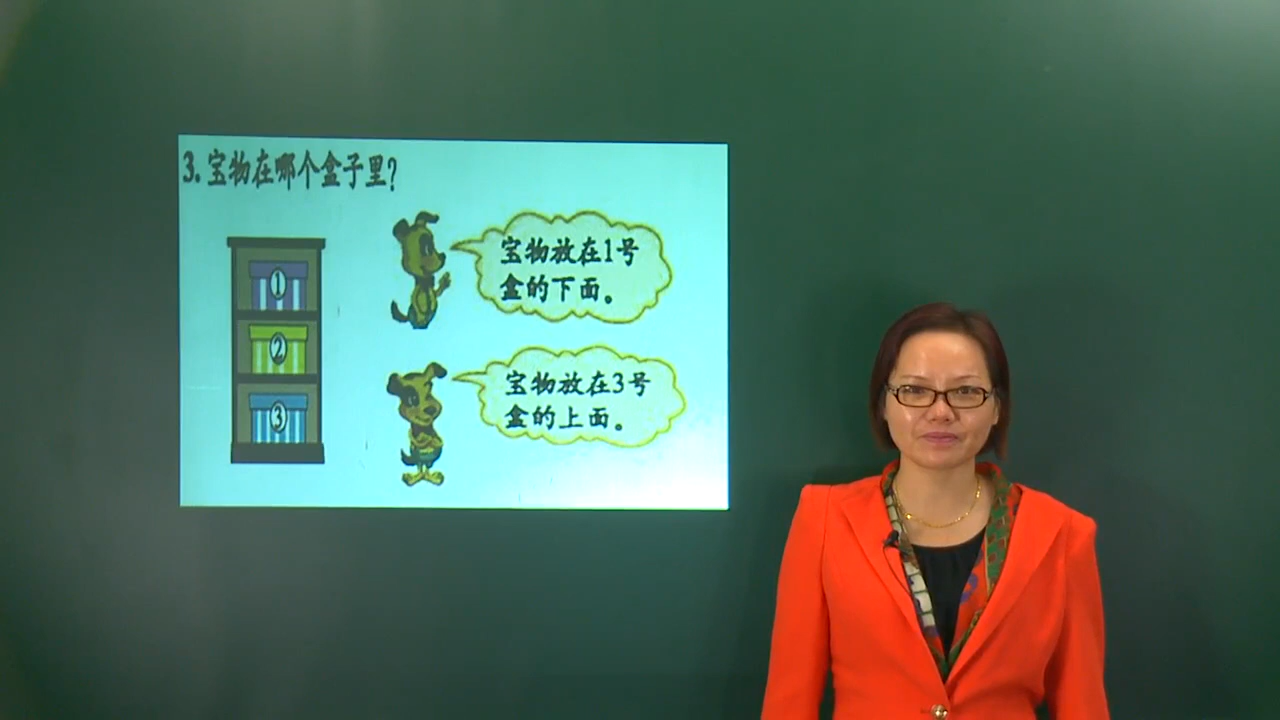 3.宝物在哪个盒子里?
①
②
③
宝物放在1号
盒的下面。
宝物放在3号
盒的上面。